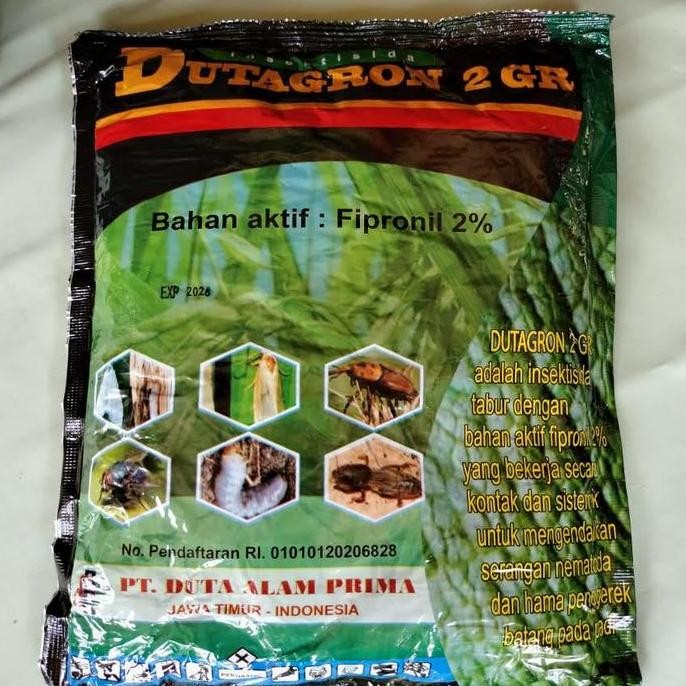 insektisida
DUTAGRON 2 GR
Bahan aktif : Fipronil 2%
EXP 2026
DUTAGRON 2 GR
adalah insektisida
tabur dengan
bahan aktif fipronil 2%
yang bekerja secara
kontak dan sistemik
untuk mengendalikan
serangan nematoda
dan hama penggerek
batang pada padi
No. Pendaftaran RI. 01010120206828
PT. DUTA ALAM PRIMA
JAWA TIMUR - INDONESIA